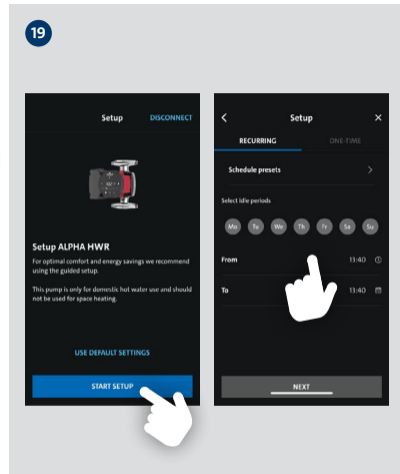 19
Setup
DISCONNECT
Setup ALPHA HWR
For optimal comfort and energy savings we recommend
using the guided setup.
This pump is only for domestic hot water use and should
not be used for space heating.
USE DEFAULT SETTINGS
START SETUP
Setup
RECURRING
ONE-TIME
Schedule presets
Select idle periods
Mo Tu We Th Fr Sa Su
From 13:40
To 13:40
NEXT